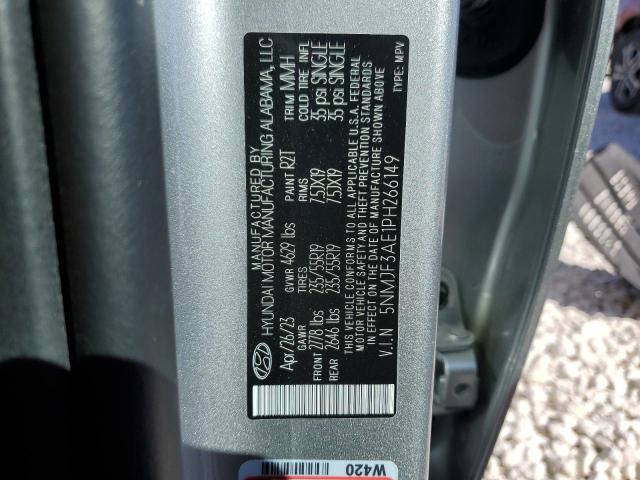 MANUFACTURED BY
HYUNDAI MOTOR MANUFACTURING ALABAMA, LLC
Apr/26/23 GVWR 4629 lbs PAINT R2T TRIM MMH
GAWR TIRES RIMS COLD TIRE INFL
FRONT 2778 lbs 235/55R19 7.5JX19 35 psi SINGLE
REAR 2646 lbs 235/55R19 7.5JX19 35 psi SINGLE
THIS VEHICLE CONFORMS TO ALL APPLICABLE U.S.A. FEDERAL
MOTOR VEHICLE SAFETY AND THEFT PREVENTION STANDARDS
IN EFFECT ON THE DATE OF MANUFACTURE SHOWN ABOVE
V.I.N 5NMJF3AE1PH266149 TYPE: MPV
W420